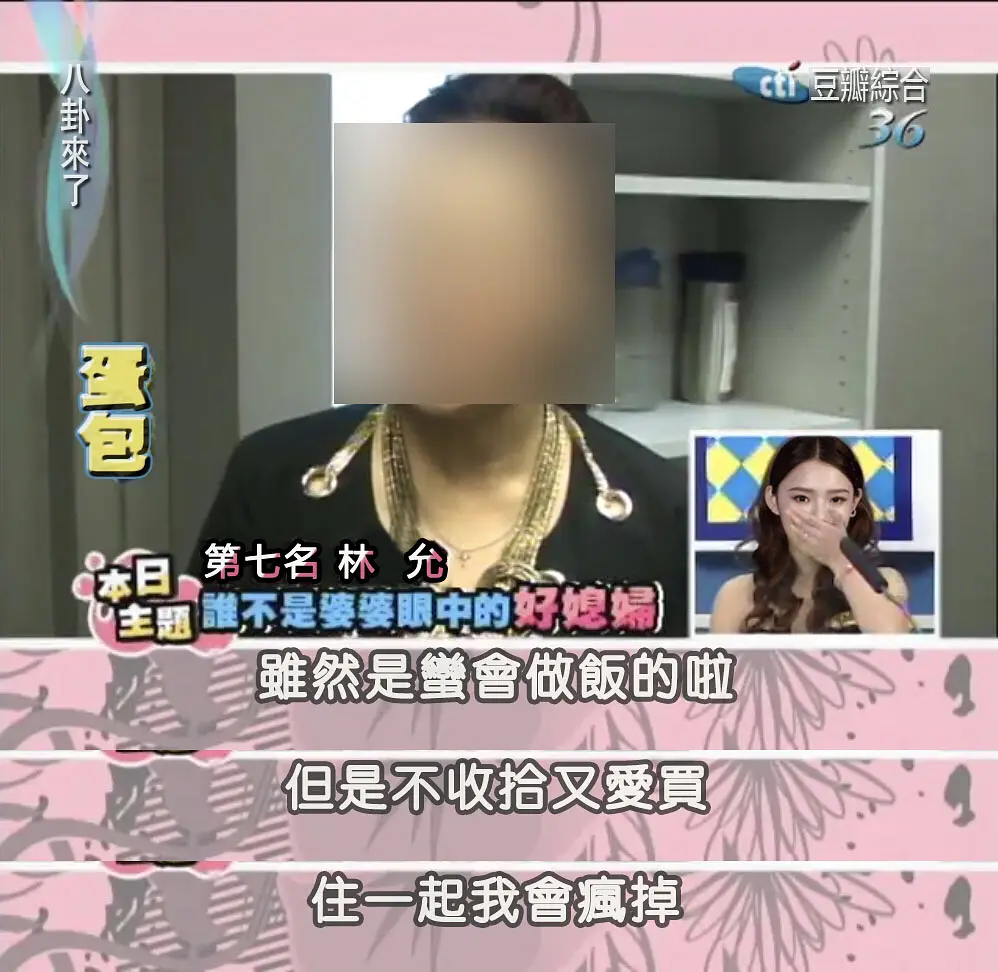 八卦來了
cti 豆瓣綜合
36
蛋包
第七名 林 允
本日主題
誰不是婆婆眼中的好媳婦
雖然是蠻會做飯的啦
但是不收拾又愛買
住一起我會瘋掉